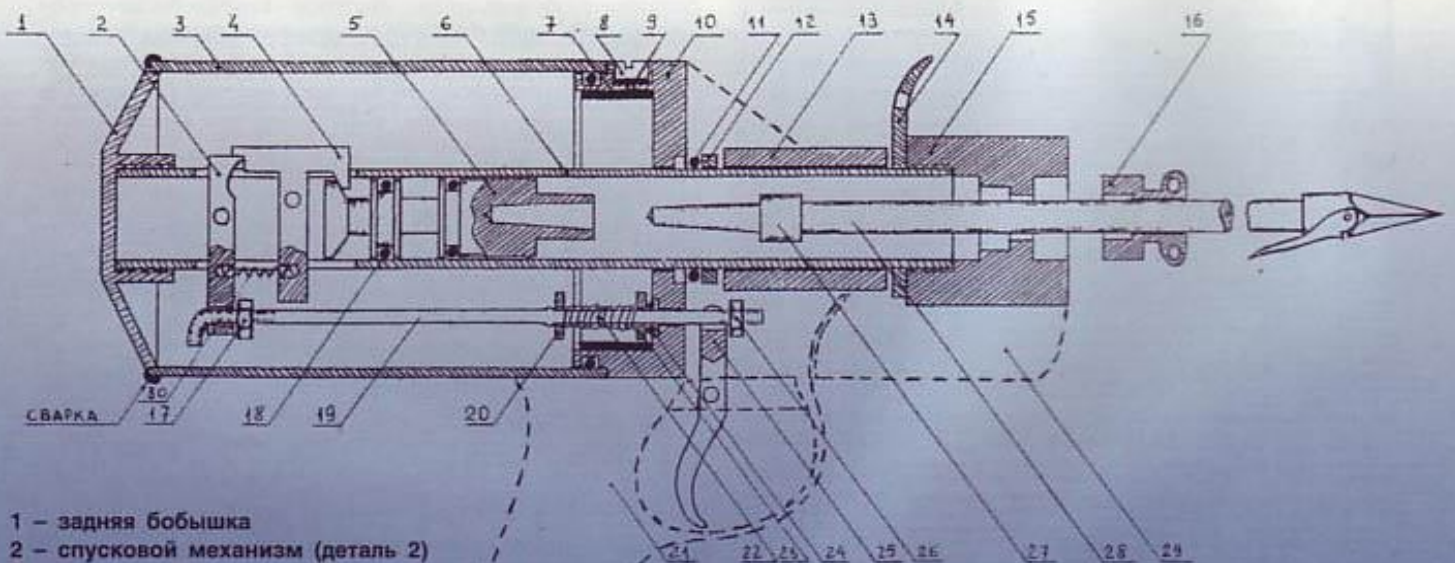 1 2 3 4 5 6 7 8 9 10 11 12 13 14 15 16
СВАРКА 30 17 18 19 20
21 22 23 24 25 26 27 28 29
1 – задняя бобышка
2 – спусковой механизм (деталь 2)